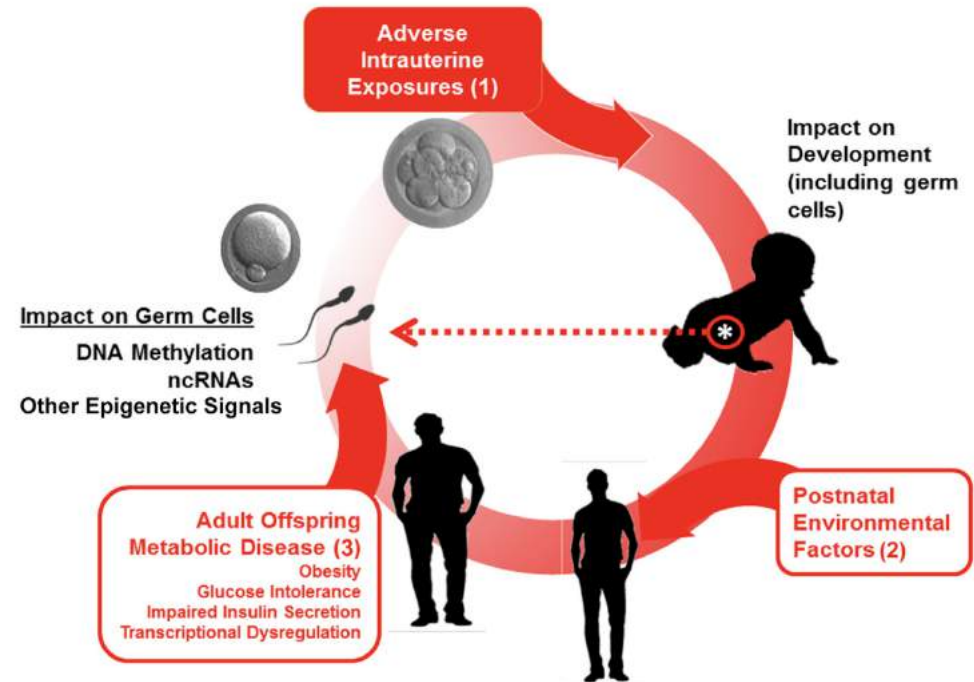 Adverse
Intrauterine
Exposures (1)
Impact on
Development
(including germ
cells)
*
Impact on Germ Cells
DNA Methylation
ncRNAs
Other Epigenetic Signals
Adult Offspring
Metabolic Disease (3)
Obesity
Glucose Intolerance
Impaired Insulin Secretion
Transcriptional Dysregulation
Postnatal
Environmental
Factors (2)